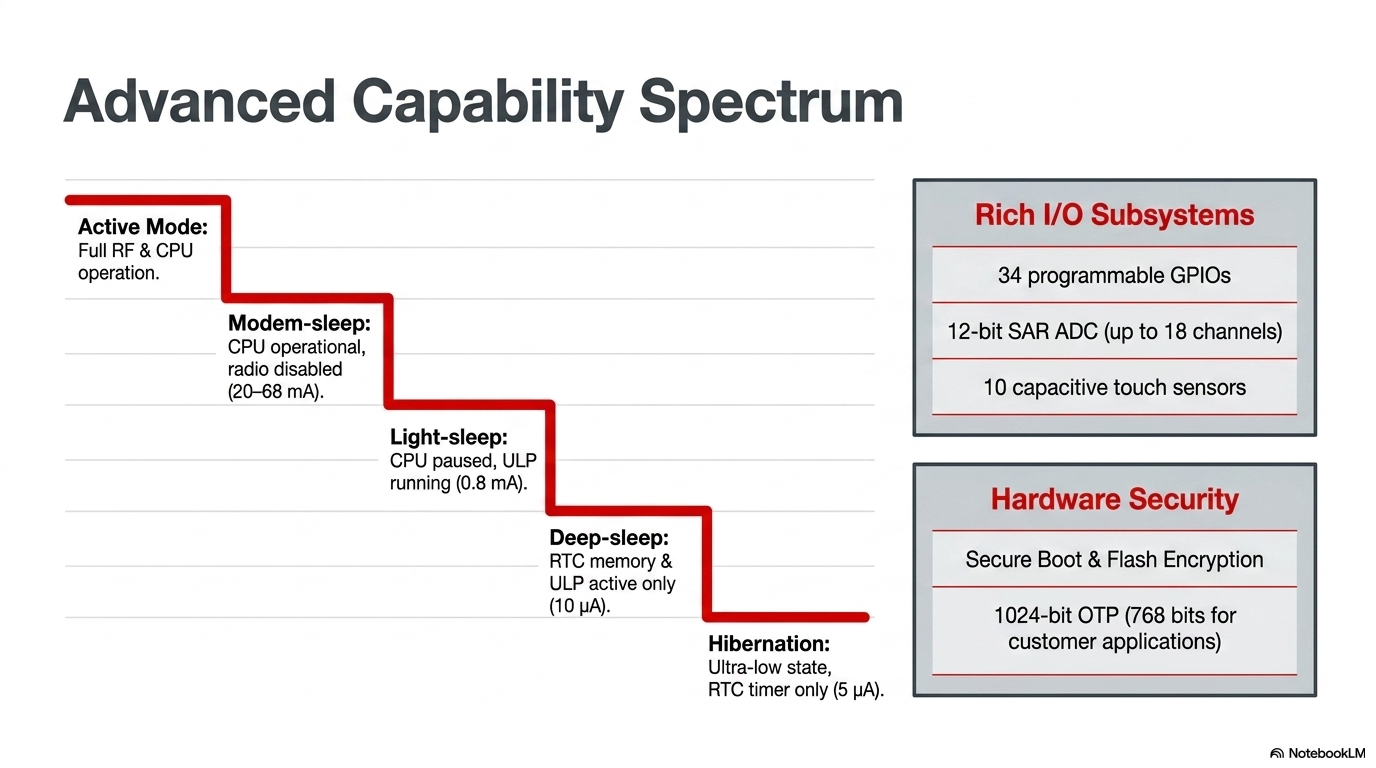 Advanced Capability Spectrum
Active Mode:
Full RF & CPU
operation.
Modem-sleep:
CPU operational,
radio disabled
(20–68 mA).
Light-sleep:
CPU paused, ULP
running (0.8 mA).
Deep-sleep:
RTC memory &
ULP active only
(10 µA).
Hibernation:
Ultra-low state,
RTC timer only (5 µA).
Rich I/O Subsystems
34 programmable GPIOs
12-bit SAR ADC (up to 18 channels)
10 capacitive touch sensors
Hardware Security
Secure Boot & Flash Encryption
1024-bit OTP (768 bits for
customer applications)
NotebookLM